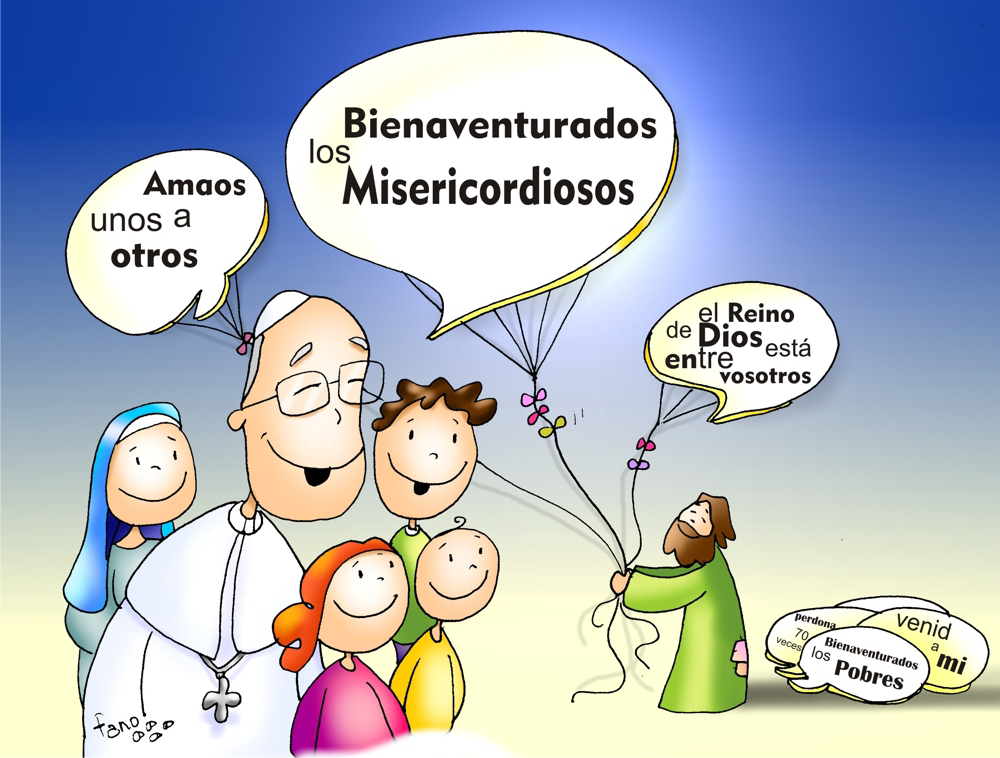 Amaos
unos a
otros
Bienaventurados
los
Misericordiosos
el Reino
de Dios está
entre
vosotros
perdona
70
veces
venid
a
mi
Bienaventurados
los Pobres
fano